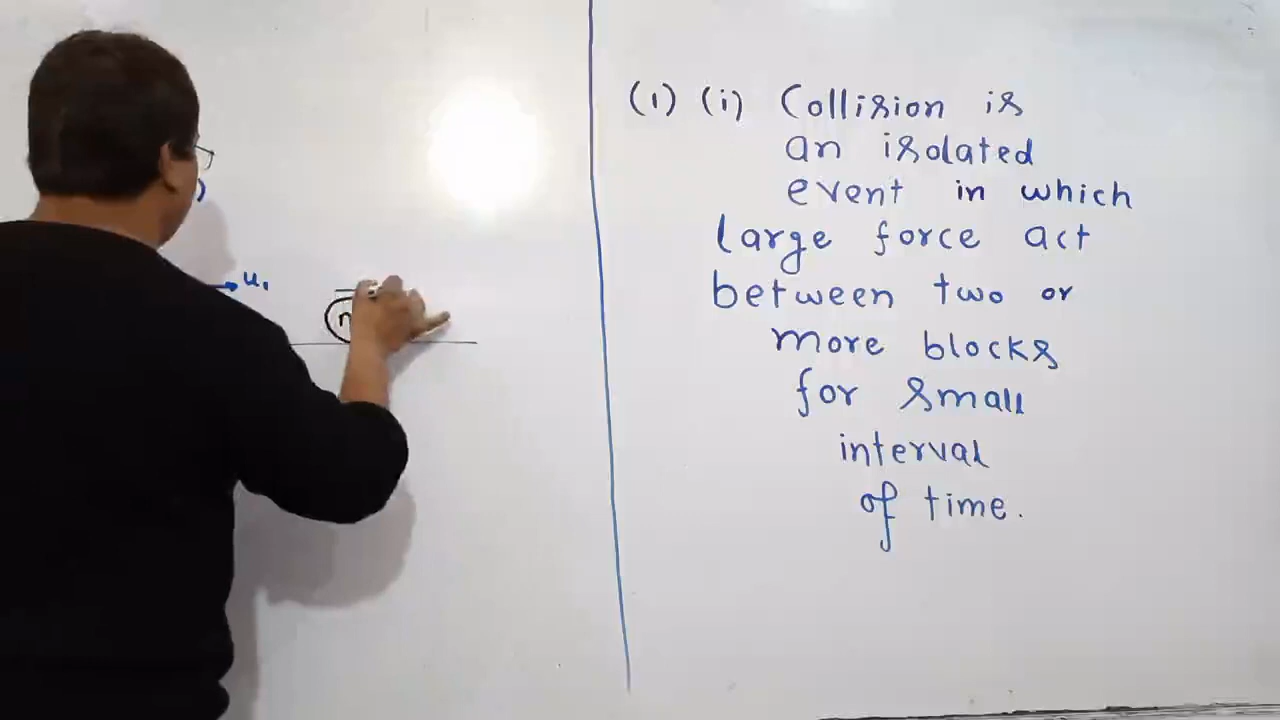 (1) (i) Collision is
an isolated
event in which
large force act
between two or
more blocks
for small
interval
of time.
u₁